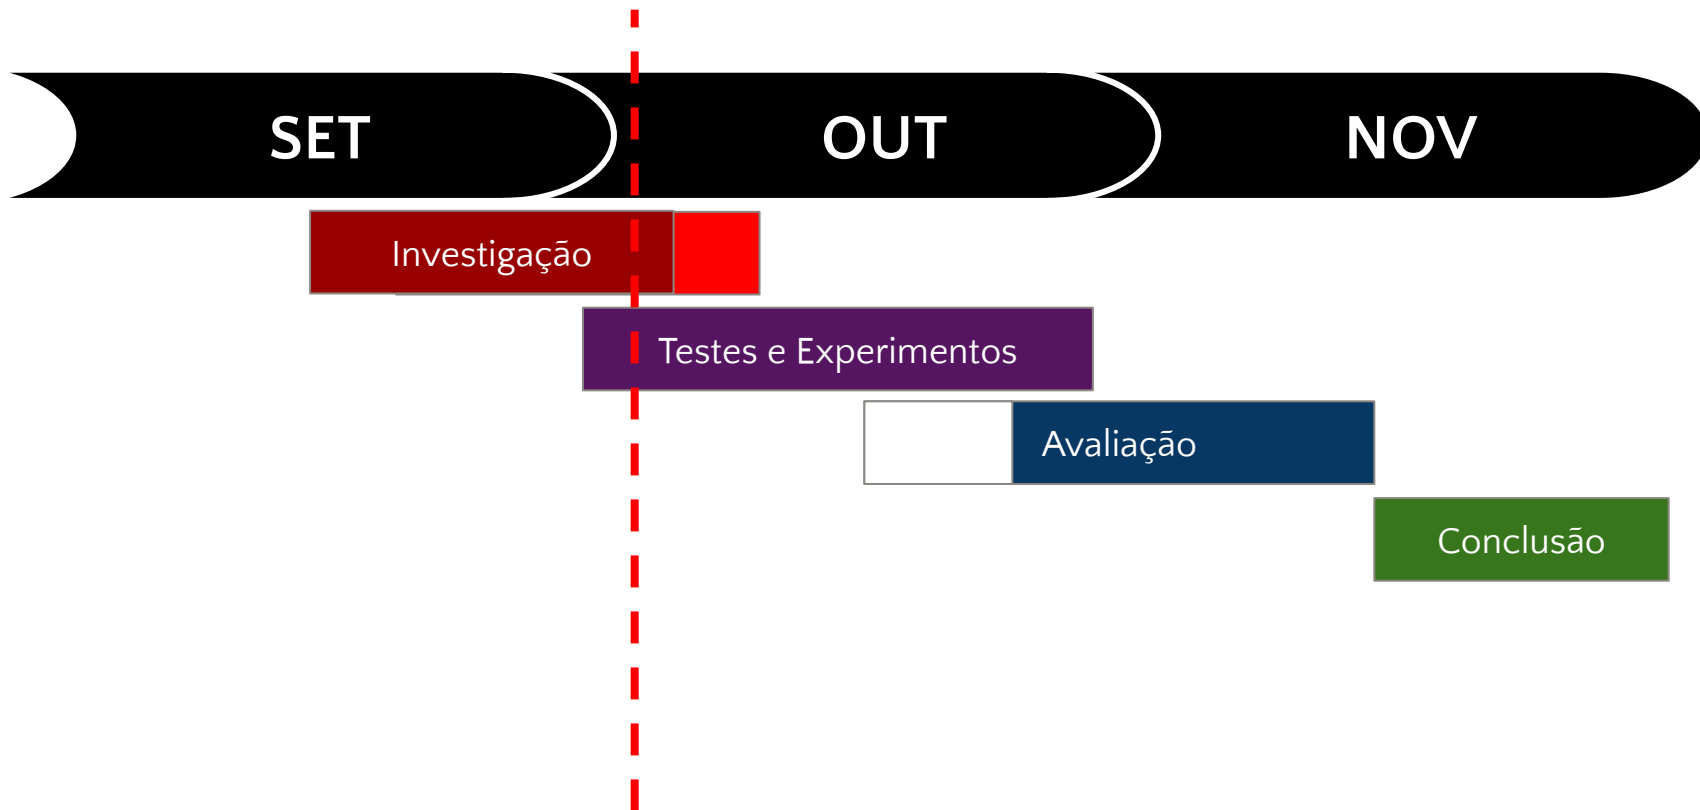 SET
OUT
NOV
Investigação
Testes e Experimentos
Avaliação
Conclusão